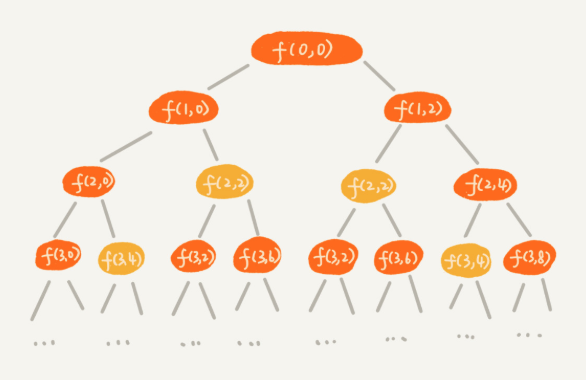 f(0,0)
f(1,0) f(1,2)
f(2,0) f(2,2) f(2,2) f(2,4)
f(3,0) f(3,4) f(3,2) f(3,6) f(3,2) f(3,6) f(3,4) f(3,8)
... ... ... ... ... ... ... ...